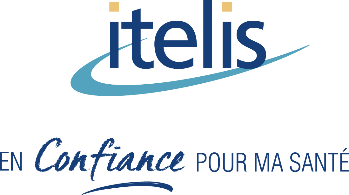 itelis
EN Confiance POUR MA SANTÉ